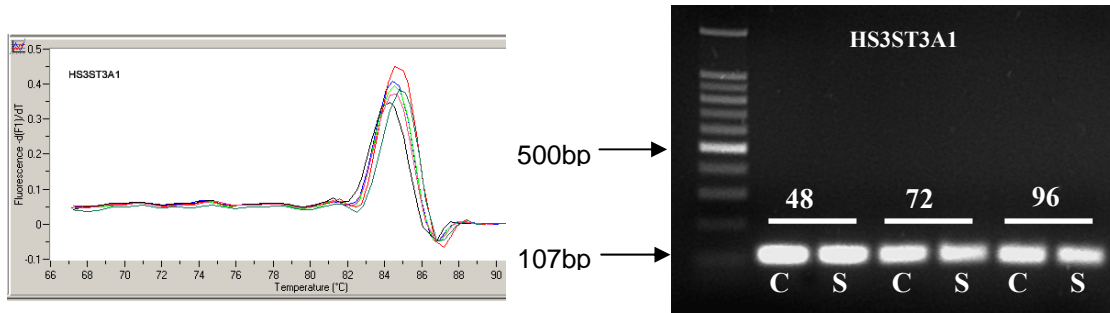 HS3ST3A1
Fluorescence -d(F1)/dT
0.5
0.4
0.3
0.2
0.1
0
-0.1
66 68 70 72 74 76 78 80 82 84 86 88 90
Temperature (°C)
500bp
107bp
HS3ST3A1
48 72 96
C S C S C S